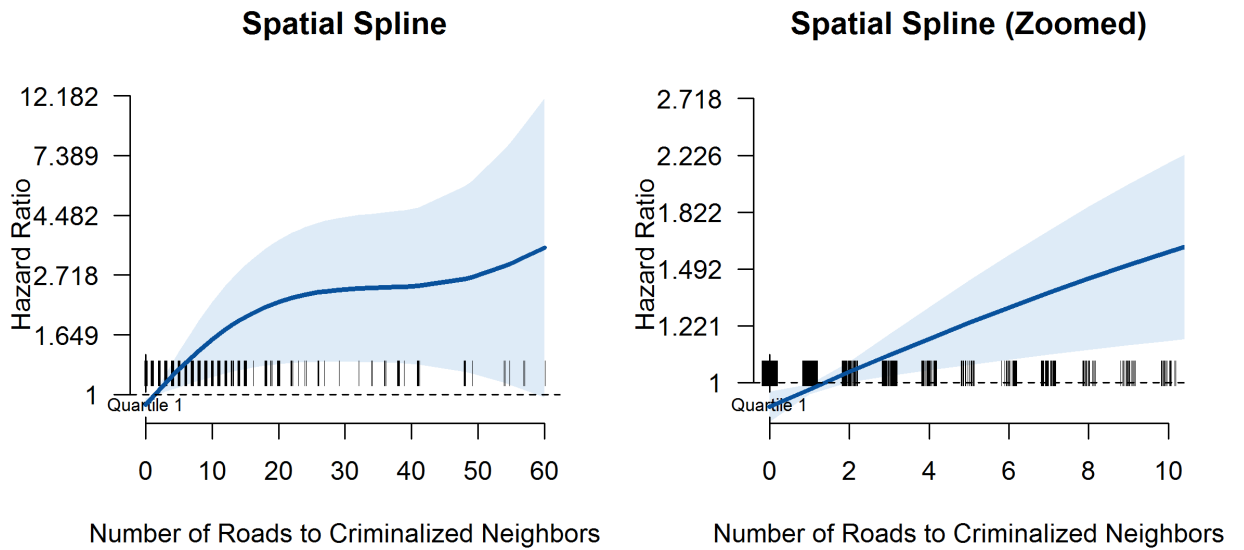 Spatial Spline
Hazard Ratio
12.182
7.389
4.482
2.718
1.649
1
Quartile 1
0 10 20 30 40 50 60
Number of Roads to Criminalized Neighbors
Spatial Spline (Zoomed)
Hazard Ratio
2.718
2.226
1.822
1.492
1.221
1
Quartile 1
0 2 4 6 8 10
Number of Roads to Criminalized Neighbors